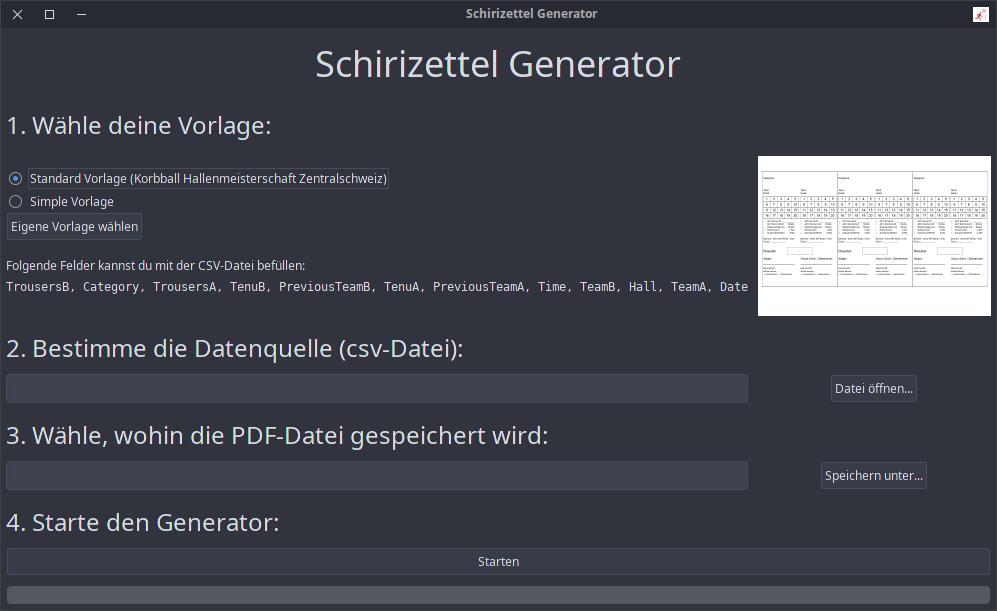 Schirizettel Generator
Schirizettel Generator
1. Wähle deine Vorlage:
Standard Vorlage (Korbball Hallenmeisterschaft Zentralschweiz)
Simple Vorlage
Eigene Vorlage wählen
Folgende Felder kannst du mit der CSV-Datei befüllen:
TrousersB, Category, TrousersA, TenuB, PreviousTeamB, TenuA, PreviousTeamA, Time, TeamB, Hall, TeamA, Date
2. Bestimme die Datenquelle (csv-Datei):
Datei öffnen...
3. Wähle, wohin die PDF-Datei gespeichert wird:
Speichern unter...
4. Starte den Generator:
Starten